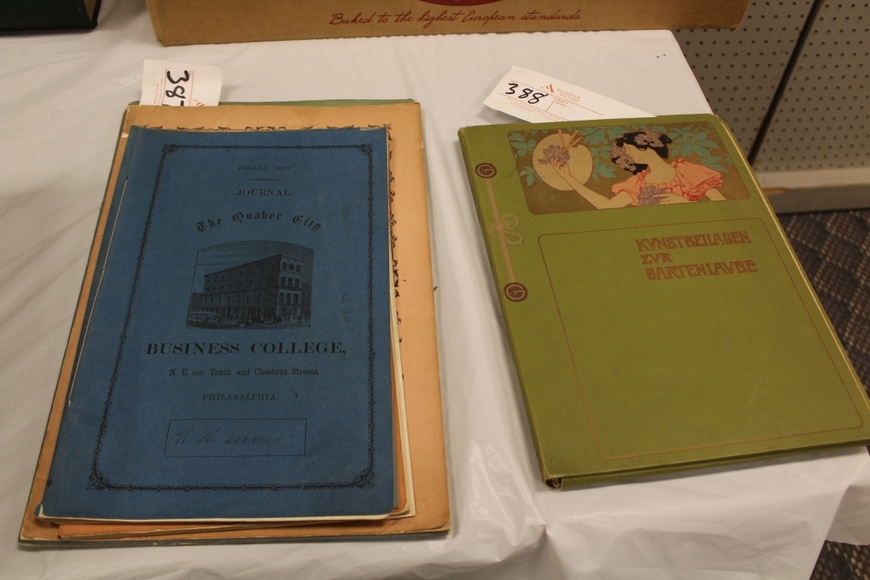 Baked to the highest European standards
388
JOURNAL
The Quaker City
BUSINESS COLLEGE,
N. E. cor. Tenth and Chestnut Streets,
PHILADELPHIA.
KVNSTBEILAGEN
ZVR
GARTENLAVBE
G
G